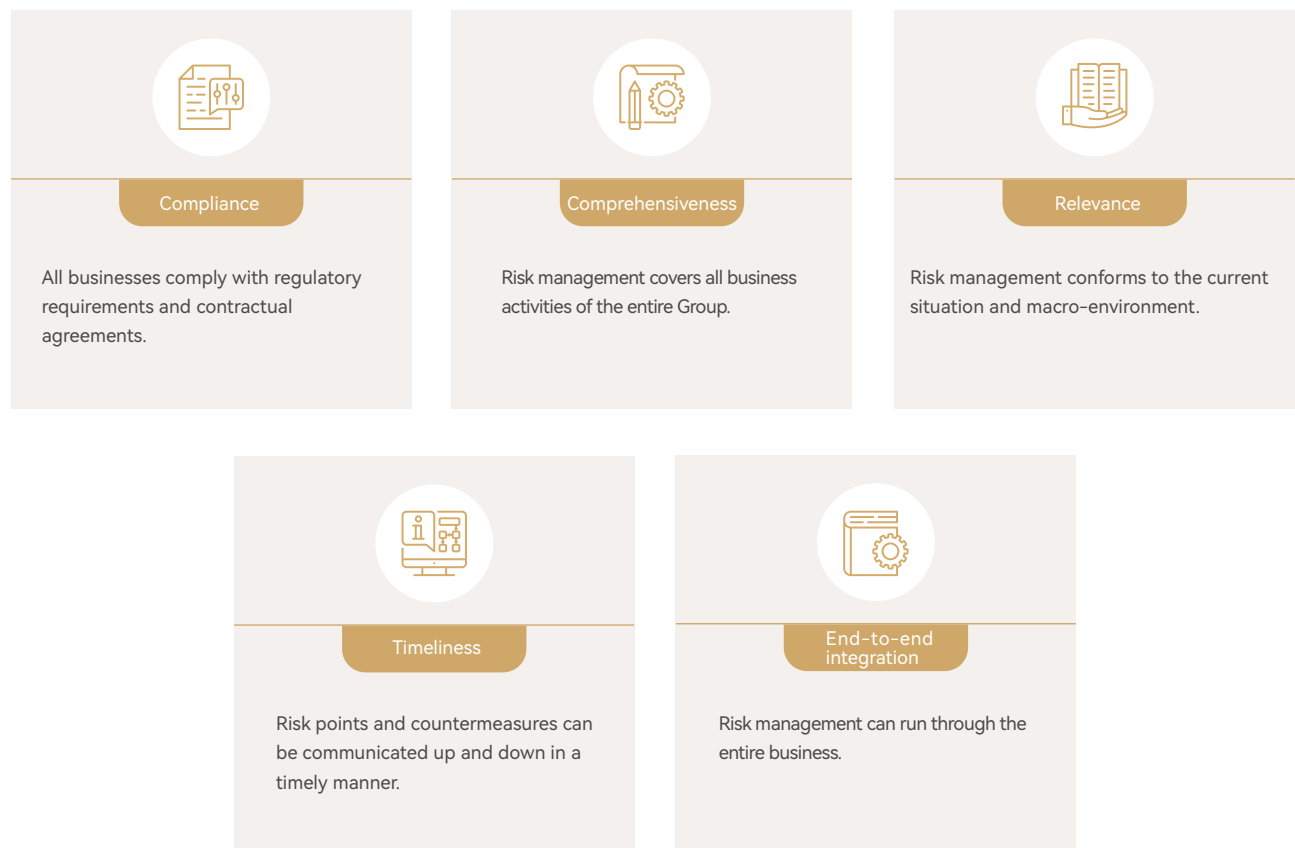 Compliance
All businesses comply with regulatory
requirements and contractual
agreements.
Comprehensiveness
Risk management covers all business
activities of the entire Group.
Relevance
Risk management conforms to the current
situation and macro-environment.
Timeliness
Risk points and countermeasures can
be communicated up and down in a
timely manner.
End-to-end
integration
Risk management can run through the
entire business.